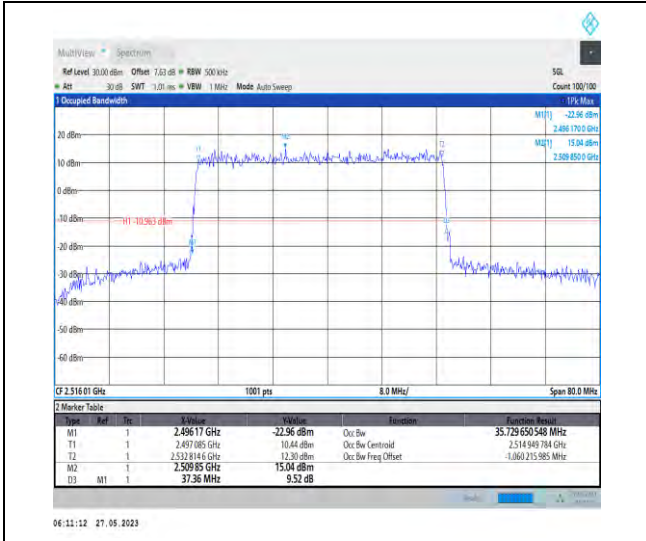 MultiView Spectrum
Ref Level 30.00 dBm Offset 7.63 dB RBW 500 kHz SGL
Att 30 dB SWT 1.01 ms VBW 1 MHz Mode Auto Sweep Count 100/100
1 Occupied Bandwidth 1Pk Max
M1[1] -22.96 dBm
2.496 170 0 GHz
M2[1] 15.04 dBm
2.509 850 0 GHz
20 dBm
10 dBm
0 dBm
-10 dBm
H1 -10.963 dBm
-20 dBm
-30 dBm
-40 dBm
-50 dBm
-60 dBm
T1
M2
T2
CF 2.516 01 GHz 1001 pts 8.0 MHz/ Span 80.0 MHz
2 Marker Table
Type Ref Trc X-Value Y-Value Function Function Result
M1 1 2.496 17 GHz -22.96 dBm Occ Bw 35.729 650 548 MHz
T1 1 2.497 085 GHz 10.44 dBm Occ Bw Centroid 2.514 949 784 GHz
T2 1 2.532 814 6 GHz 12.30 dBm Occ Bw Freq Offset -1.060 215 985 MHz
M2 1 2.509 85 GHz 15.04 dBm
D3 M1 1 37.36 MHz 9.52 dB
06:11:12 27.05.2023